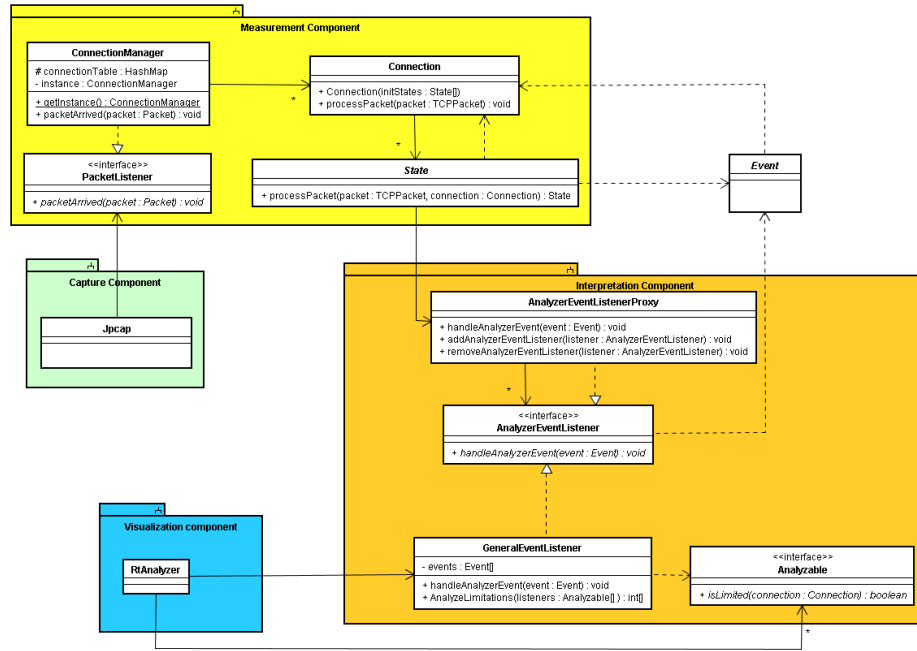 Measurement Component
ConnectionManager
# connectionTable : HashMap
- instance : ConnectionManager
+ getInstance() : ConnectionManager
+ packetArrived(packet : Packet) : void
Connection
+ Connection(initStates : State[])
+ processPacket(packet : TCPPacket) : void
*
*
<<interface>>
PacketListener
+ packetArrived(packet : Packet) : void
State
+ processPacket(packet : TCPPacket, connection : Connection) : State
Event
Capture Component
Jpcap
Interpretation Component
AnalyzerEventListenerProxy
+ handleAnalyzerEvent(event : Event) : void
+ addAnalyzerEventListener(listener : AnalyzerEventListener) : void
+ removeAnalyzerEventListener(listener : AnalyzerEventListener) : void
*
<<interface>>
AnalyzerEventListener
+ handleAnalyzerEvent(event : Event) : void
Visualization component
RtAnalyzer
GeneralEventListener
- events : Event[]
+ handleAnalyzerEvent(event : Event) : void
+ AnalyzeLimitations(listeners : Analyzable[] ) : int[]
<<interface>>
Analyzable
+ isLimited(connection : Connection) : boolean
*